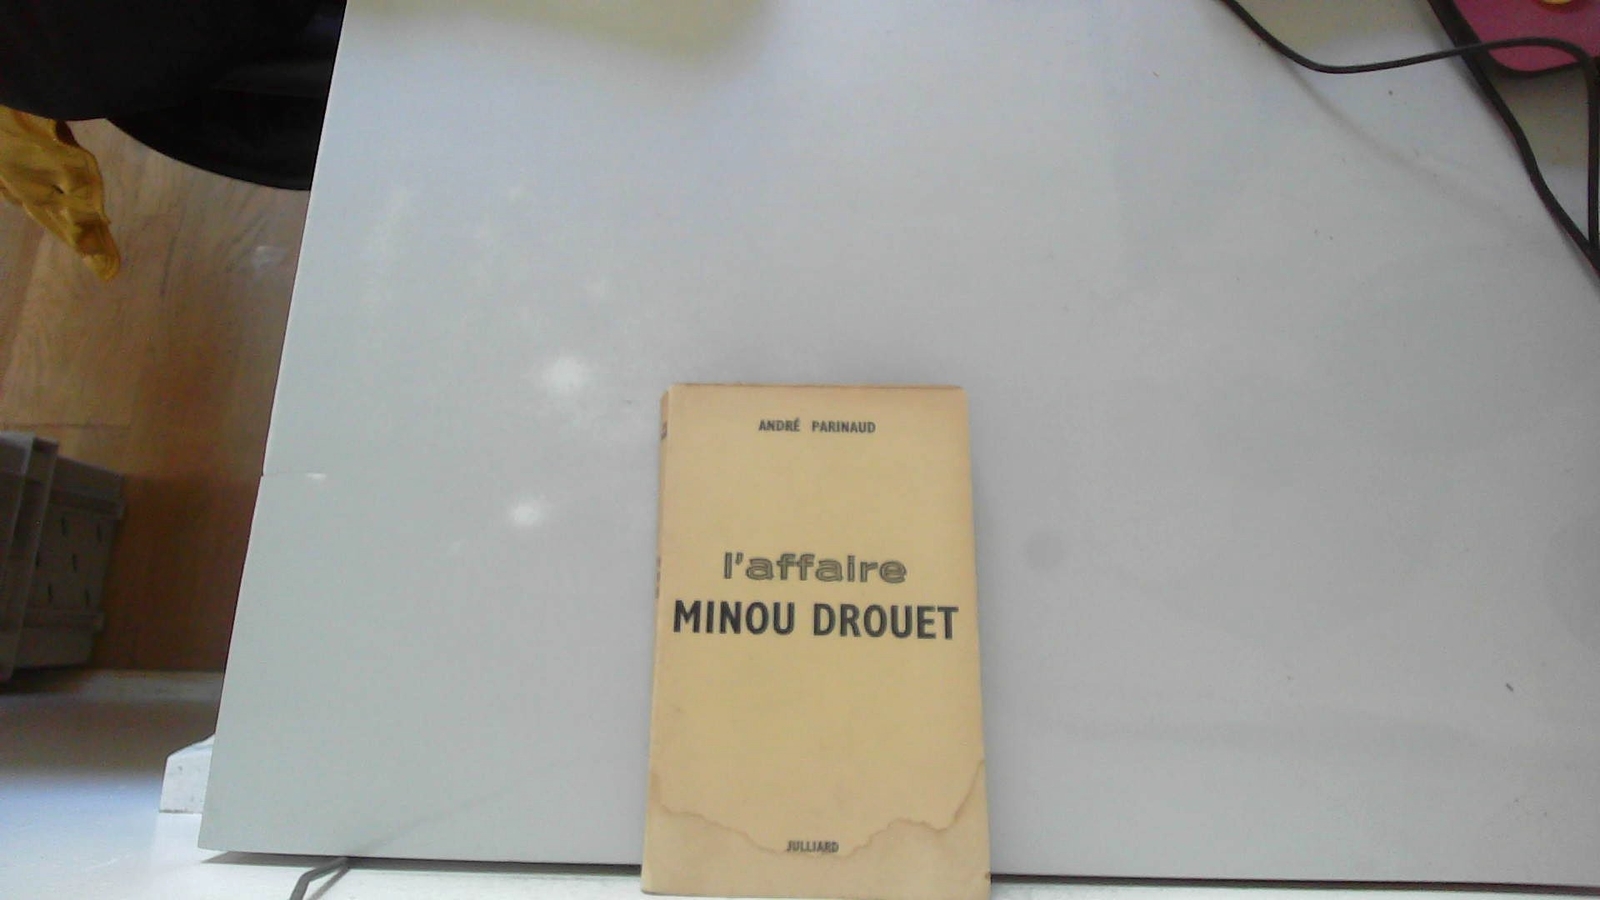 ANDRÉ PARINAUD
l'affaire
MINOU DROUET
JULLIARD